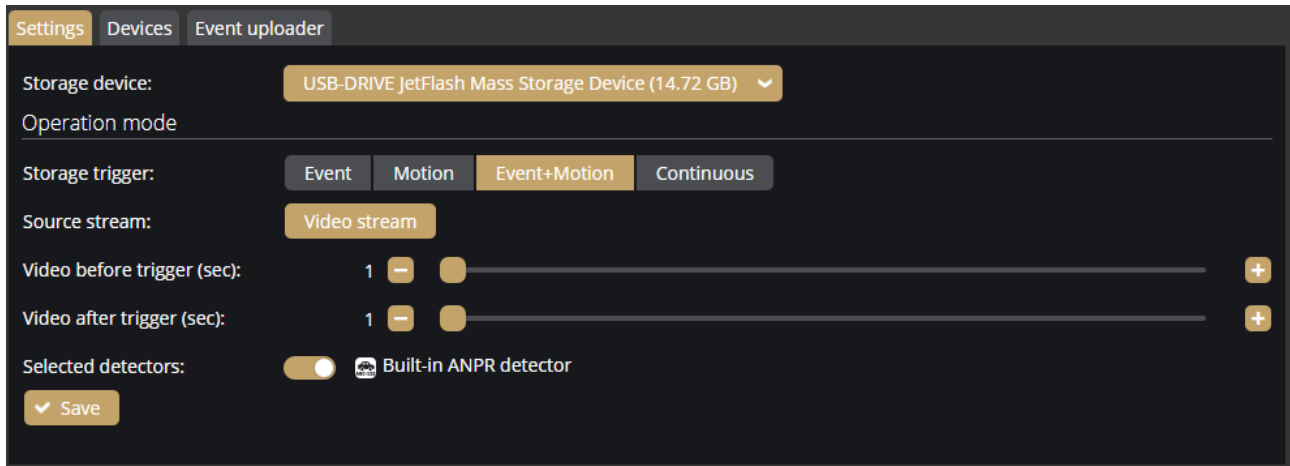 Settings Devices Event uploader
Storage device: USB-DRIVE JetFlash Mass Storage Device (14.72 GB)
Operation mode
Storage trigger: Event Motion Event+Motion Continuous
Source stream: Video stream
Video before trigger (sec): 1
Video after trigger (sec): 1
Selected detectors: Built-in ANPR detector
Save